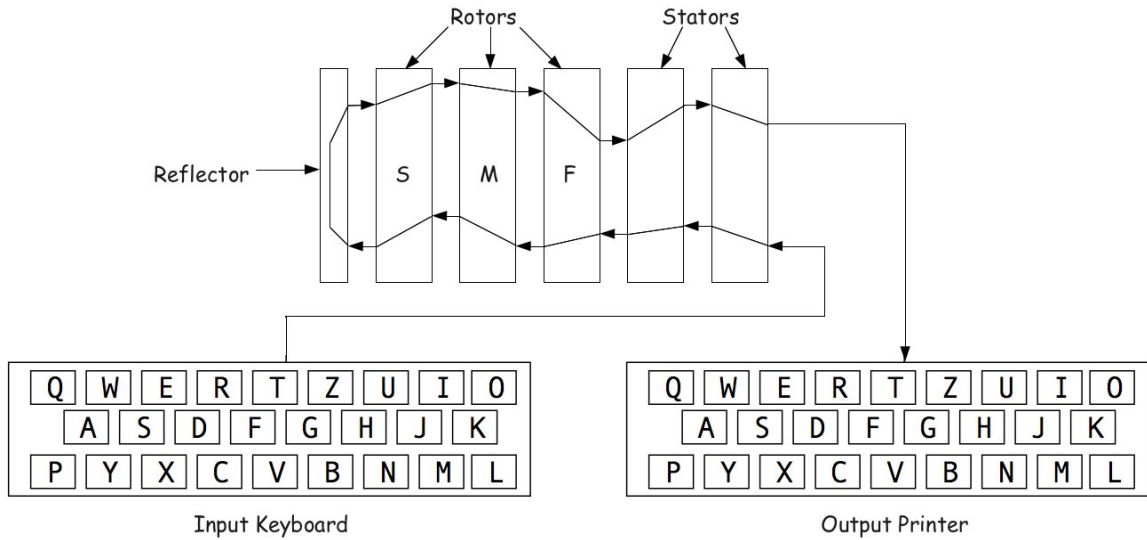 Rotors Stators
Reflector S M F
Q W E R T Z U I O Q W E R T Z U I O
A S D F G H J K A S D F G H J K
P Y X C V B N M L P Y X C V B N M L
Input Keyboard Output Printer